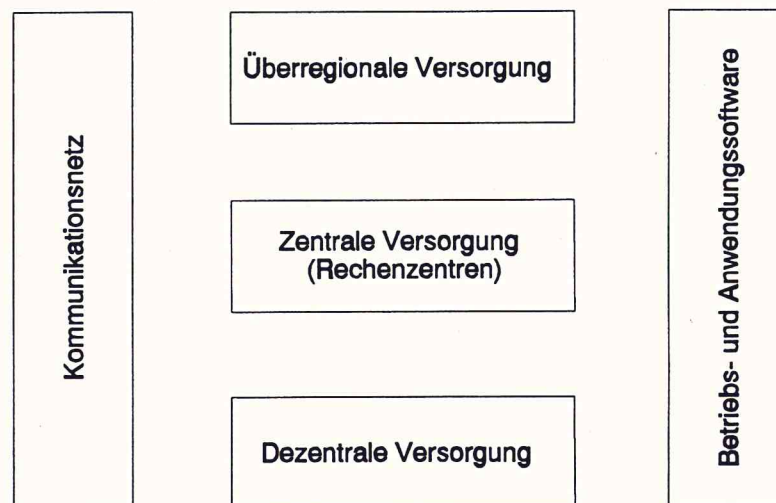 Kommunikationsnetz
Überregionale Versorgung
Zentrale Versorgung
(Rechenzentren)
Dezentrale Versorgung
Betriebs- und Anwendungssoftware